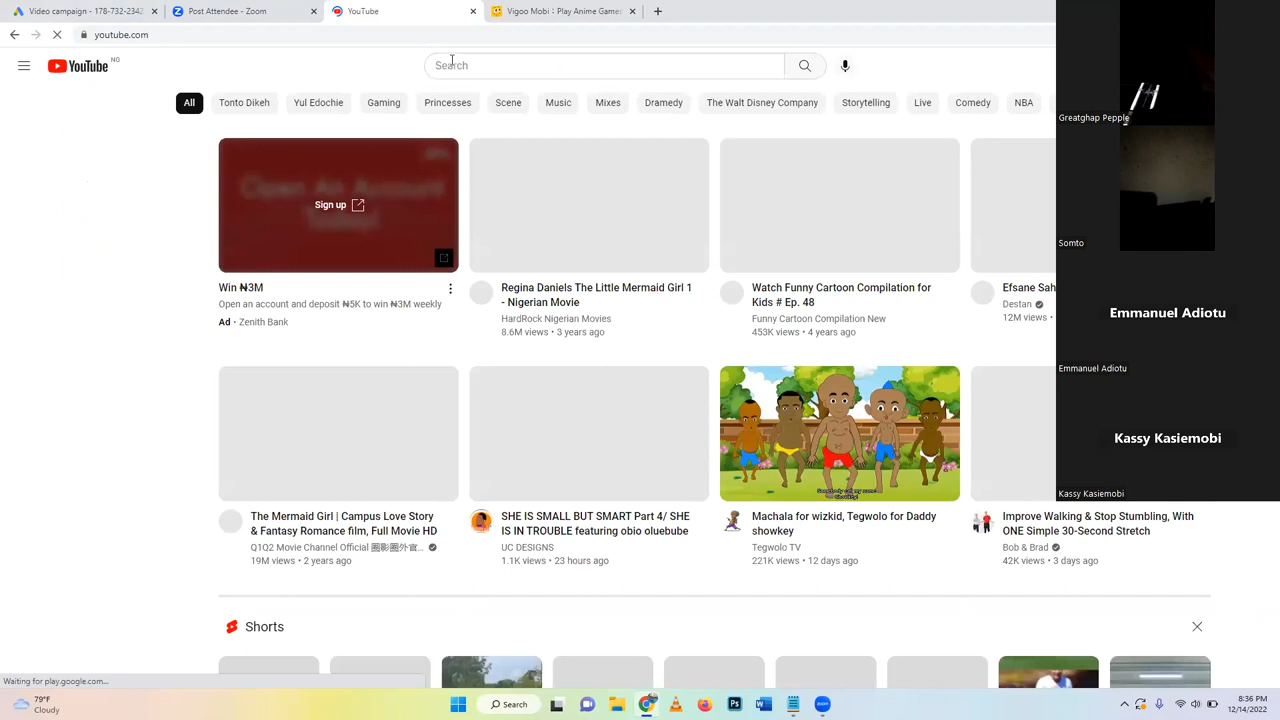 Video campaign - 178-732-2342
Post Attendee - Zoom
YouTube
Vigoo Mobi : Play Anime Game
youtube.com
YouTube NG
Search
All
Tonto Dikeh
Yul Edochie
Gaming
Princesses
Scene
Music
Mixes
Dramedy
The Walt Disney Company
Storytelling
Live
Comedy
NBA
Open An Account
Sign up
Win ₦3M
Open an account and deposit ₦5K to win ₦3M weekly
Ad • Zenith Bank
Regina Daniels The Little Mermaid Girl 1
- Nigerian Movie
HardRock Nigerian Movies
8.6M views • 3 years ago
Watch Funny Cartoon Compilation for
Kids # Ep. 48
Funny Cartoon Compilation New
453K views • 4 years ago
Efsane Sah
Destan
12M views •
The Mermaid Girl | Campus Love Story
& Fantasy Romance film, Full Movie HD
Q1Q2 Movie Channel Official 圈影圈外官...
19M views • 2 years ago
SHE IS SMALL BUT SMART Part 4/ SHE
IS IN TROUBLE featuring obio oluebube
UC DESIGNS
1.1K views • 23 hours ago
Machala for wizkid, Tegwolo for Daddy
showkey
Tegwolo TV
221K views • 12 days ago
Improve Walking & Stop Stumbling, With
ONE Simple 30-Second Stretch
Bob & Brad
42K views • 3 days ago
Shorts
Waiting for play.google.com...
Greatghap Pepple
Somto
Emmanuel Adiotu
Emmanuel Adiotu
Kassy Kasiemobi
Kassy Kasiemobi
79°F
Cloudy
Search
8:36 PM
12/14/2022